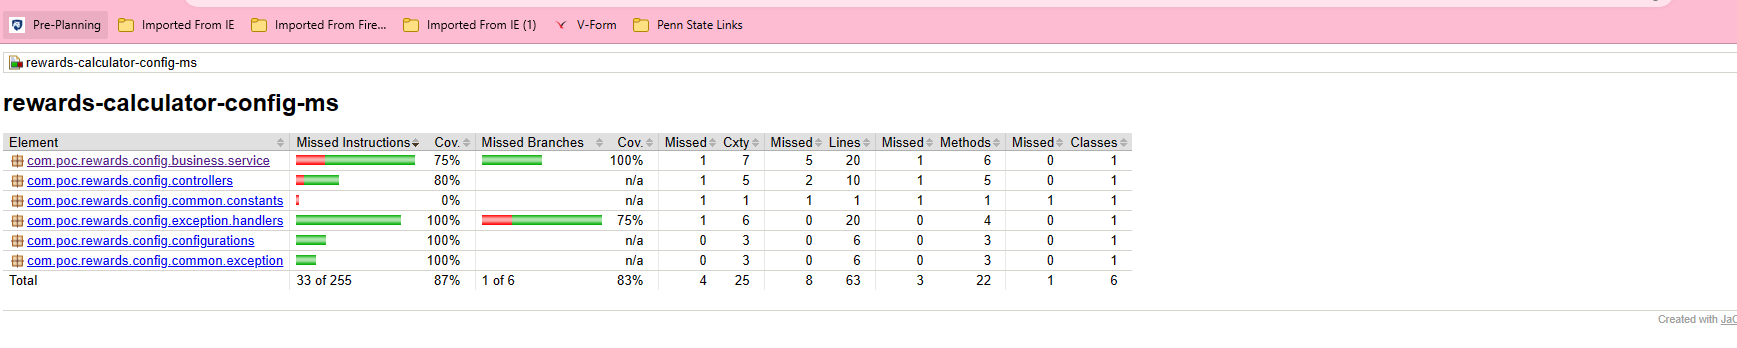 Pre-Planning Imported From IE Imported From Fire... Imported From IE (1) V-Form Penn State Links
rewards-calculator-config-ms
rewards-calculator-config-ms
Element Missed Instructions Cov. Missed Branches Cov. Missed Cxty Missed Lines Missed Methods Missed Classes
com.poc.rewards.config.business.service 75% 100% 1 7 5 20 1 6 0 1
com.poc.rewards.config.controllers 80% n/a 1 5 2 10 1 5 0 1
com.poc.rewards.config.common.constants 0% n/a 1 1 1 1 1 1 1 1
com.poc.rewards.config.exception.handlers 100% 75% 1 6 0 20 0 4 0 1
com.poc.rewards.config.configurations 100% n/a 0 3 0 6 0 3 0 1
com.poc.rewards.config.common.exception 100% n/a 0 3 0 6 0 3 0 1
Total 33 of 255 87% 1 of 6 83% 4 25 8 63 3 22 1 6
Created with